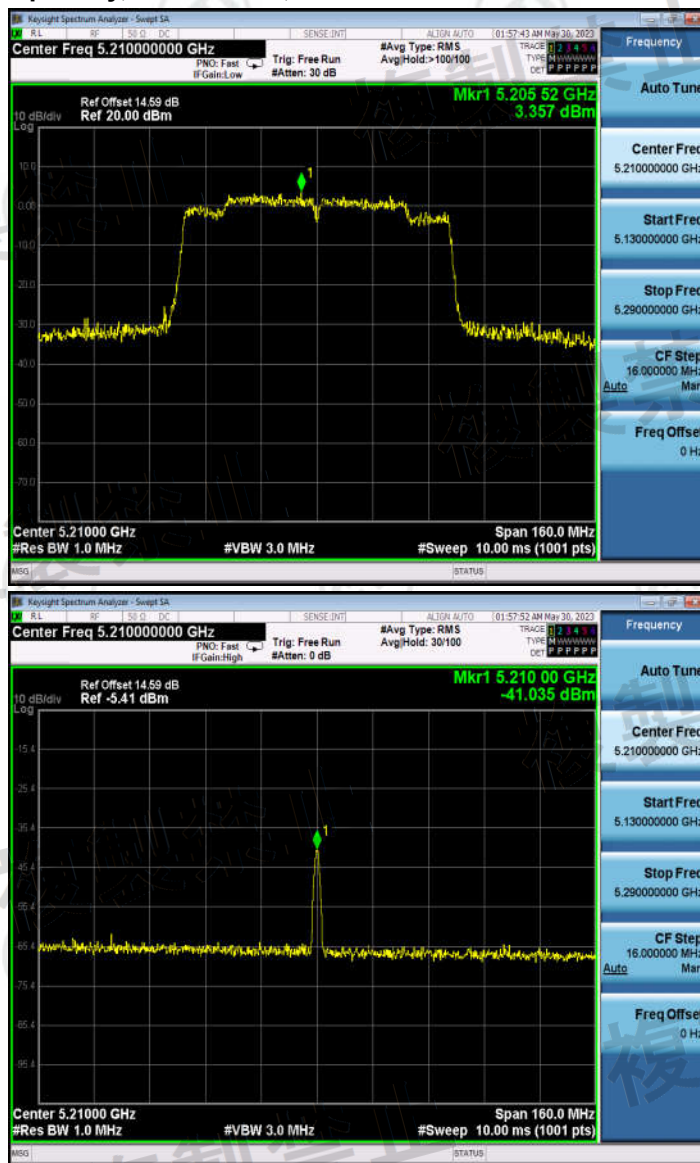 Keysight Spectrum Analyzer - Swept SA
RL RF 50 Ω DC SENSE:INT ALIGN AUTO 01:57:43 AM May 30, 2023
Center Freq 5.210000000 GHz
PNO: Fast
IFGain:Low
Trig: Free Run
#Atten: 30 dB
#Avg Type: RMS
Avg|Hold:>100/100
TRACE 1 2 3 4 5 6
TYPE M W W W W W
DET P P P P P P
Mkr1 5.205 52 GHz
3.357 dBm
Ref Offset 14.59 dB
Ref 20.00 dBm
10 dB/div
Log
10.0
0.00
-10.0
-20.0
-30.0
-40.0
-50.0
-60.0
-70.0
1
Center 5.21000 GHz
Span 160.0 MHz
#Res BW 1.0 MHz
#VBW 3.0 MHz
#Sweep 10.00 ms (1001 pts)
MSG
STATUS
Frequency
Auto Tune
Center Freq
5.210000000 GHz
Start Freq
5.130000000 GHz
Stop Freq
5.290000000 GHz
CF Step
16.000000 MHz
Auto Man
Freq Offset
0 Hz
Keysight Spectrum Analyzer - Swept SA
RL RF 50 Ω DC SENSE:INT ALIGN AUTO 01:57:52 AM May 30, 2023
Center Freq 5.210000000 GHz
PNO: Fast
IFGain:High
Trig: Free Run
#Atten: 0 dB
#Avg Type: RMS
Avg|Hold: 30/100
TRACE 1 2 3 4 5 6
TYPE M W W W W W
DET P P P P P P
Mkr1 5.210 00 GHz
-41.035 dBm
Ref Offset 14.59 dB
Ref -5.41 dBm
10 dB/div
Log
-15.4
-25.4
-35.4
-45.4
-55.4
-65.4
-75.4
-85.4
-95.4
1
Center 5.21000 GHz
Span 160.0 MHz
#Res BW 1.0 MHz
#VBW 3.0 MHz
#Sweep 10.00 ms (1001 pts)
MSG
STATUS
Frequency
Auto Tune
Center Freq
5.210000000 GHz
Start Freq
5.130000000 GHz
Stop Freq
5.290000000 GHz
CF Step
16.000000 MHz
Auto Man
Freq Offset
0 Hz